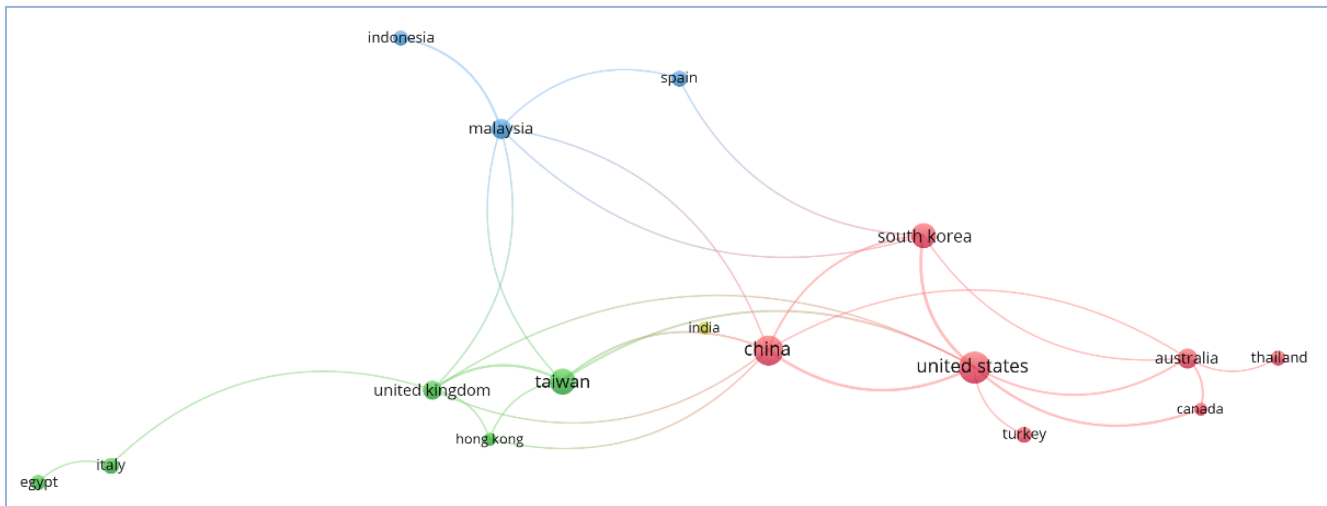 indonesia
spain
malaysia
south korea
india
china
united states
australia
thailand
taiwan
united kingdom
canada
turkey
hong kong
italy
egypt